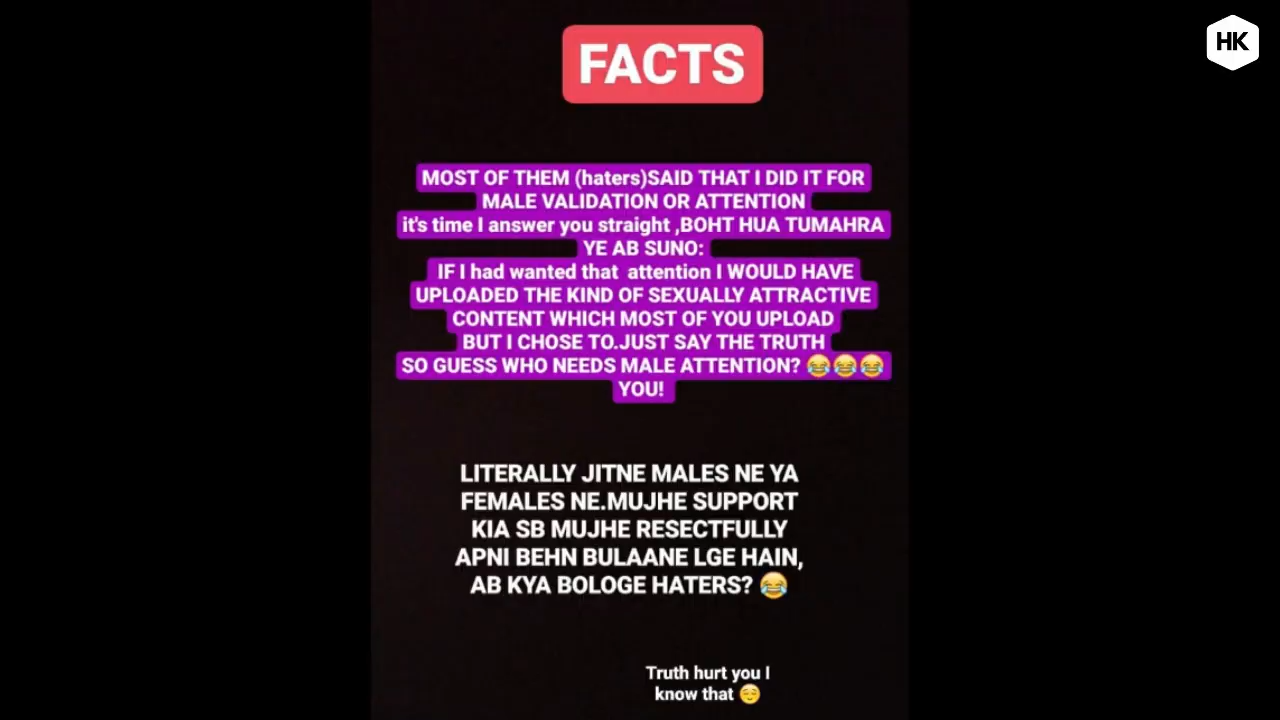 HK
FACTS
MOST OF THEM (haters)SAID THAT I DID IT FOR
MALE VALIDATION OR ATTENTION
it's time I answer you straight ,BOHT HUA TUMAHRA
YE AB SUNO:
IF I had wanted that attention I WOULD HAVE
UPLOADED THE KIND OF SEXUALLY ATTRACTIVE
CONTENT WHICH MOST OF YOU UPLOAD
BUT I CHOSE TO.JUST SAY THE TRUTH
SO GUESS WHO NEEDS MALE ATTENTION? 😂😂😂
YOU!
LITERALLY JITNE MALES NE YA
FEMALES NE.MUJHE SUPPORT
KIA SB MUJHE RESECTFULLY
APNI BEHN BULAANE LGE HAIN,
AB KYA BOLOGE HATERS? 😂
Truth hurt you I
know that 😌